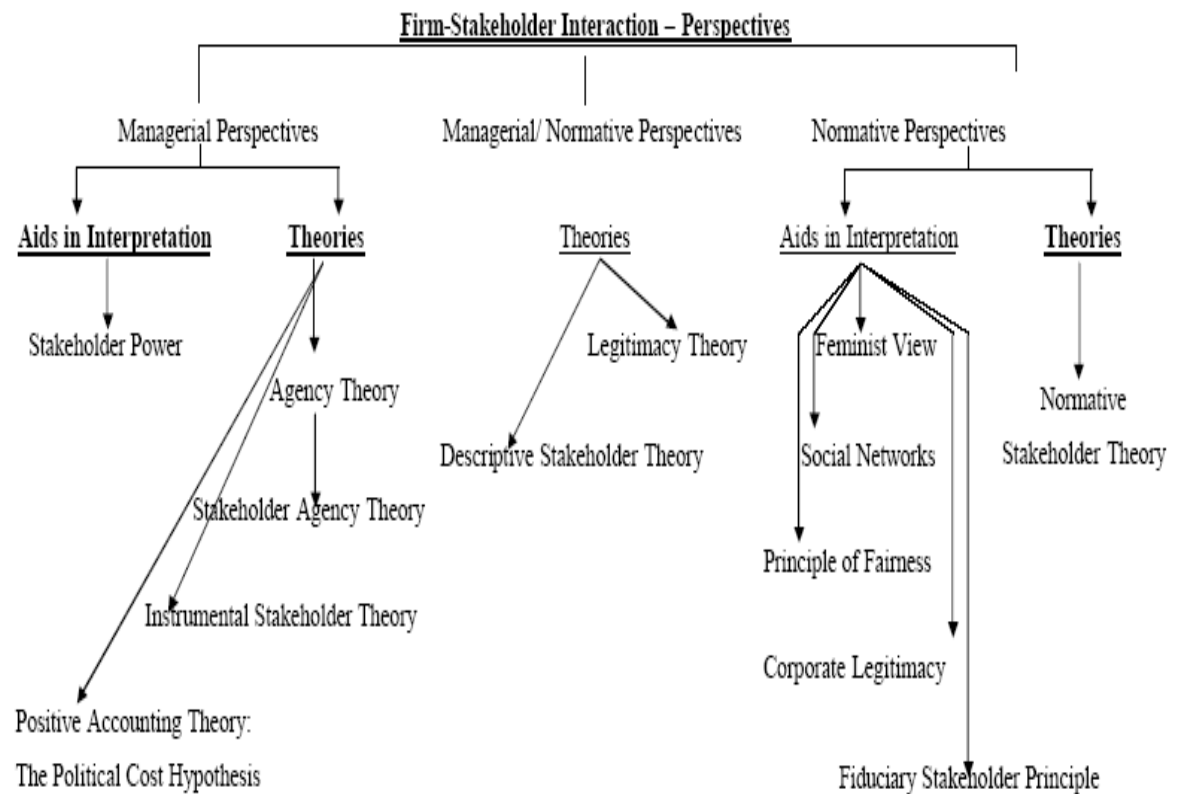 Firm-Stakeholder Interaction – Perspectives
Managerial Perspectives
Managerial/ Normative Perspectives
Normative Perspectives
Aids in Interpretation
Theories
Theories
Aids in Interpretation
Theories
Stakeholder Power
Legitimacy Theory
Feminist View
Agency Theory
Normative
Stakeholder Theory
Descriptive Stakeholder Theory
Social Networks
Stakeholder Agency Theory
Principle of Fairness
Instrumental Stakeholder Theory
Corporate Legitimacy
Positive Accounting Theory:
The Political Cost Hypothesis
Fiduciary Stakeholder Principle